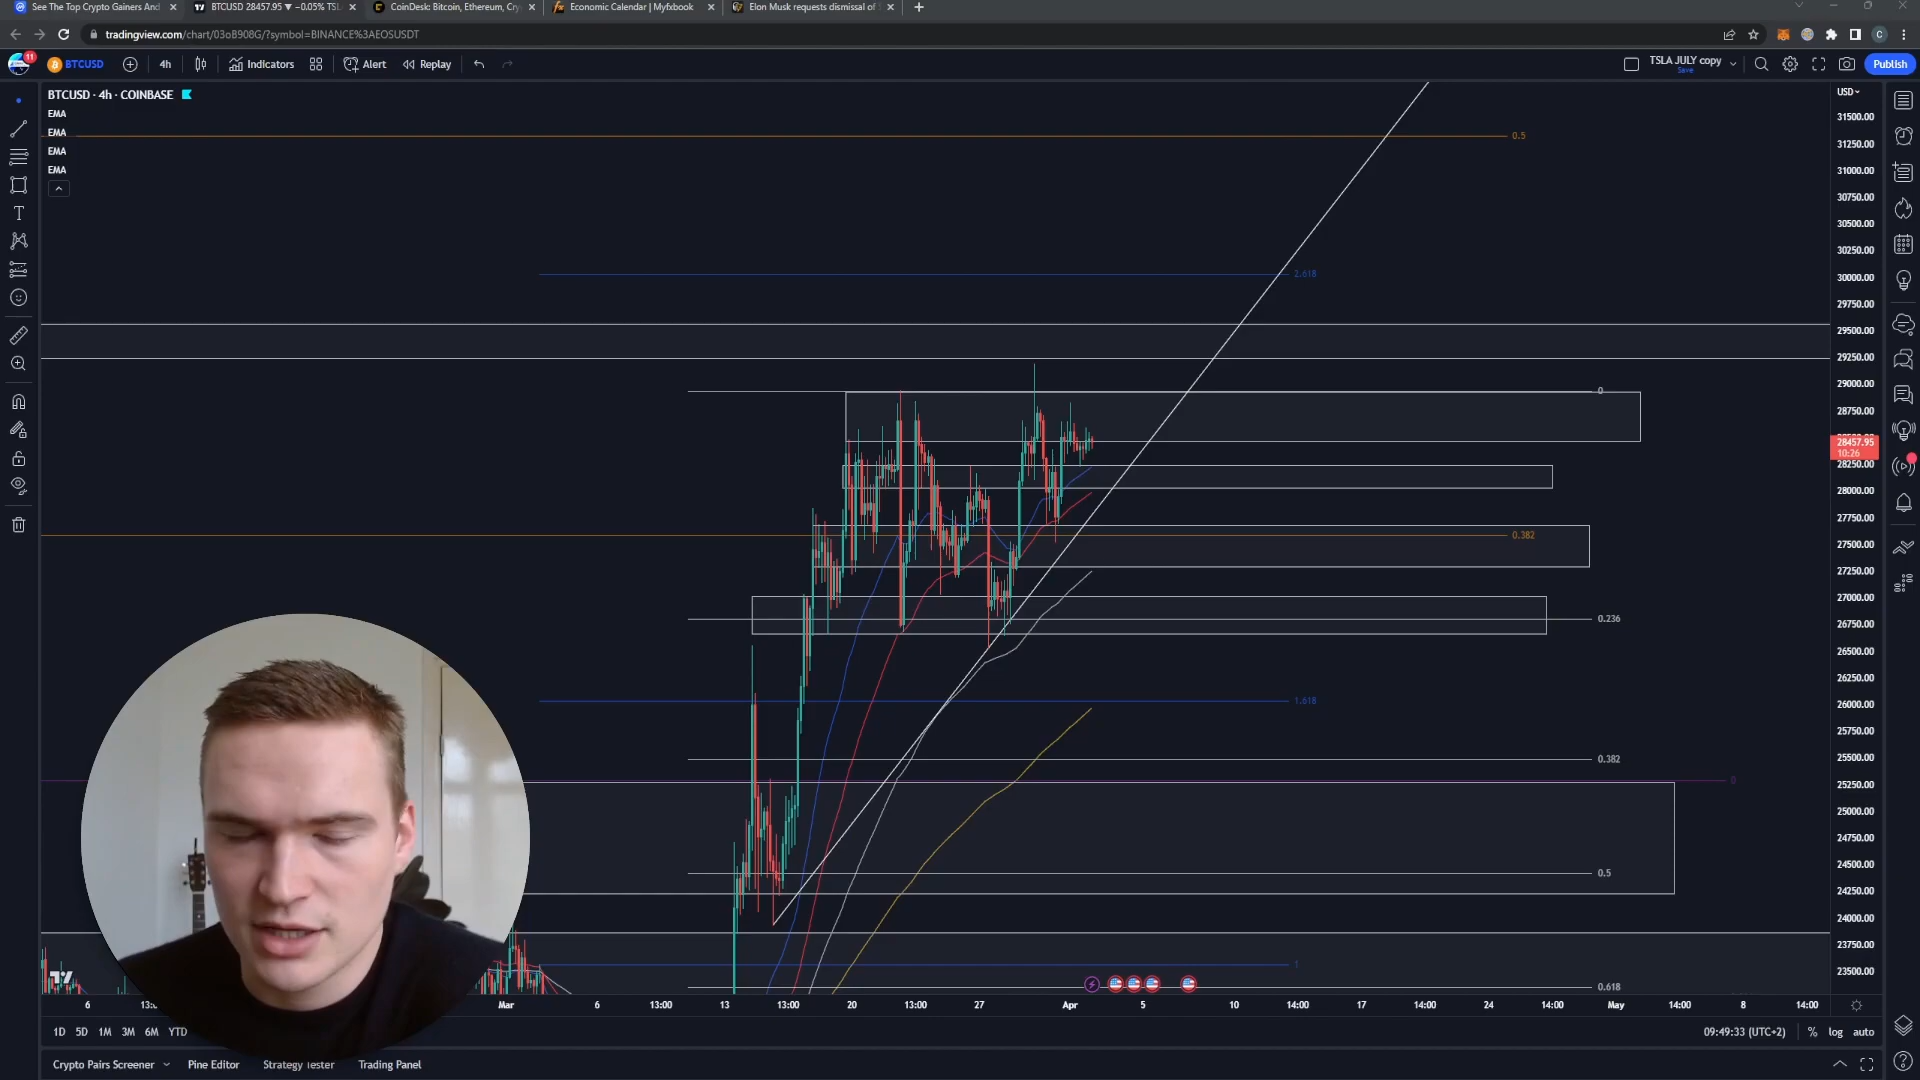 See The Top Crypto Gainers And
BTCUSD 28457.95 ▼ −0.05% TSL
CoinDesk: Bitcoin, Ethereum, Cry
Economic Calendar | Myfxbook
Elon Musk requests dismissal of
tradingview.com/chart/03oB908G/?symbol=BINANCE%3AEOSUSDT
C
11
BTCUSD
4h
Indicators
Alert
Replay
TSLA JULY copy
Save
Publish
BTCUSD · 4h · COINBASE
EMA
EMA
EMA
EMA
USD
31500.00
31250.00
31000.00
30750.00
30500.00
30250.00
30000.00
29750.00
29500.00
29250.00
29000.00
28750.00
28457.95
10:26
28250.00
28000.00
27750.00
27500.00
27250.00
27000.00
26750.00
26500.00
26250.00
26000.00
25750.00
25500.00
25250.00
25000.00
24750.00
24500.00
24250.00
24000.00
23750.00
23500.00
0.5
2.618
0
0.382
0.236
1.618
0.382
0
0.5
1
0.618
6
Mar
6
13:00
13
13:00
20
13:00
27
Apr
5
14:00
10
14:00
17
14:00
24
14:00
May
14:00
8
14:00
1D 5D 1M 3M 6M YTD
09:49:33 (UTC+2)
%
log
auto
Crypto Pairs Screener
Pine Editor
Strategy Tester
Trading Panel